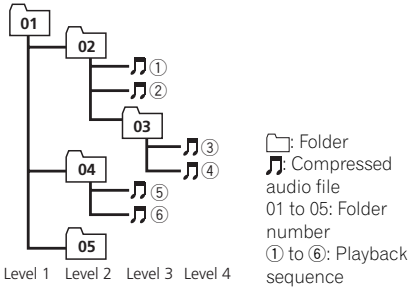 01
02
①
②
03
③
④
04
⑤
⑥
05
Level 1 Level 2 Level 3 Level 4
: Folder
: Compressed
audio file
01 to 05: Folder
number
① to ⑥: Playback
sequence